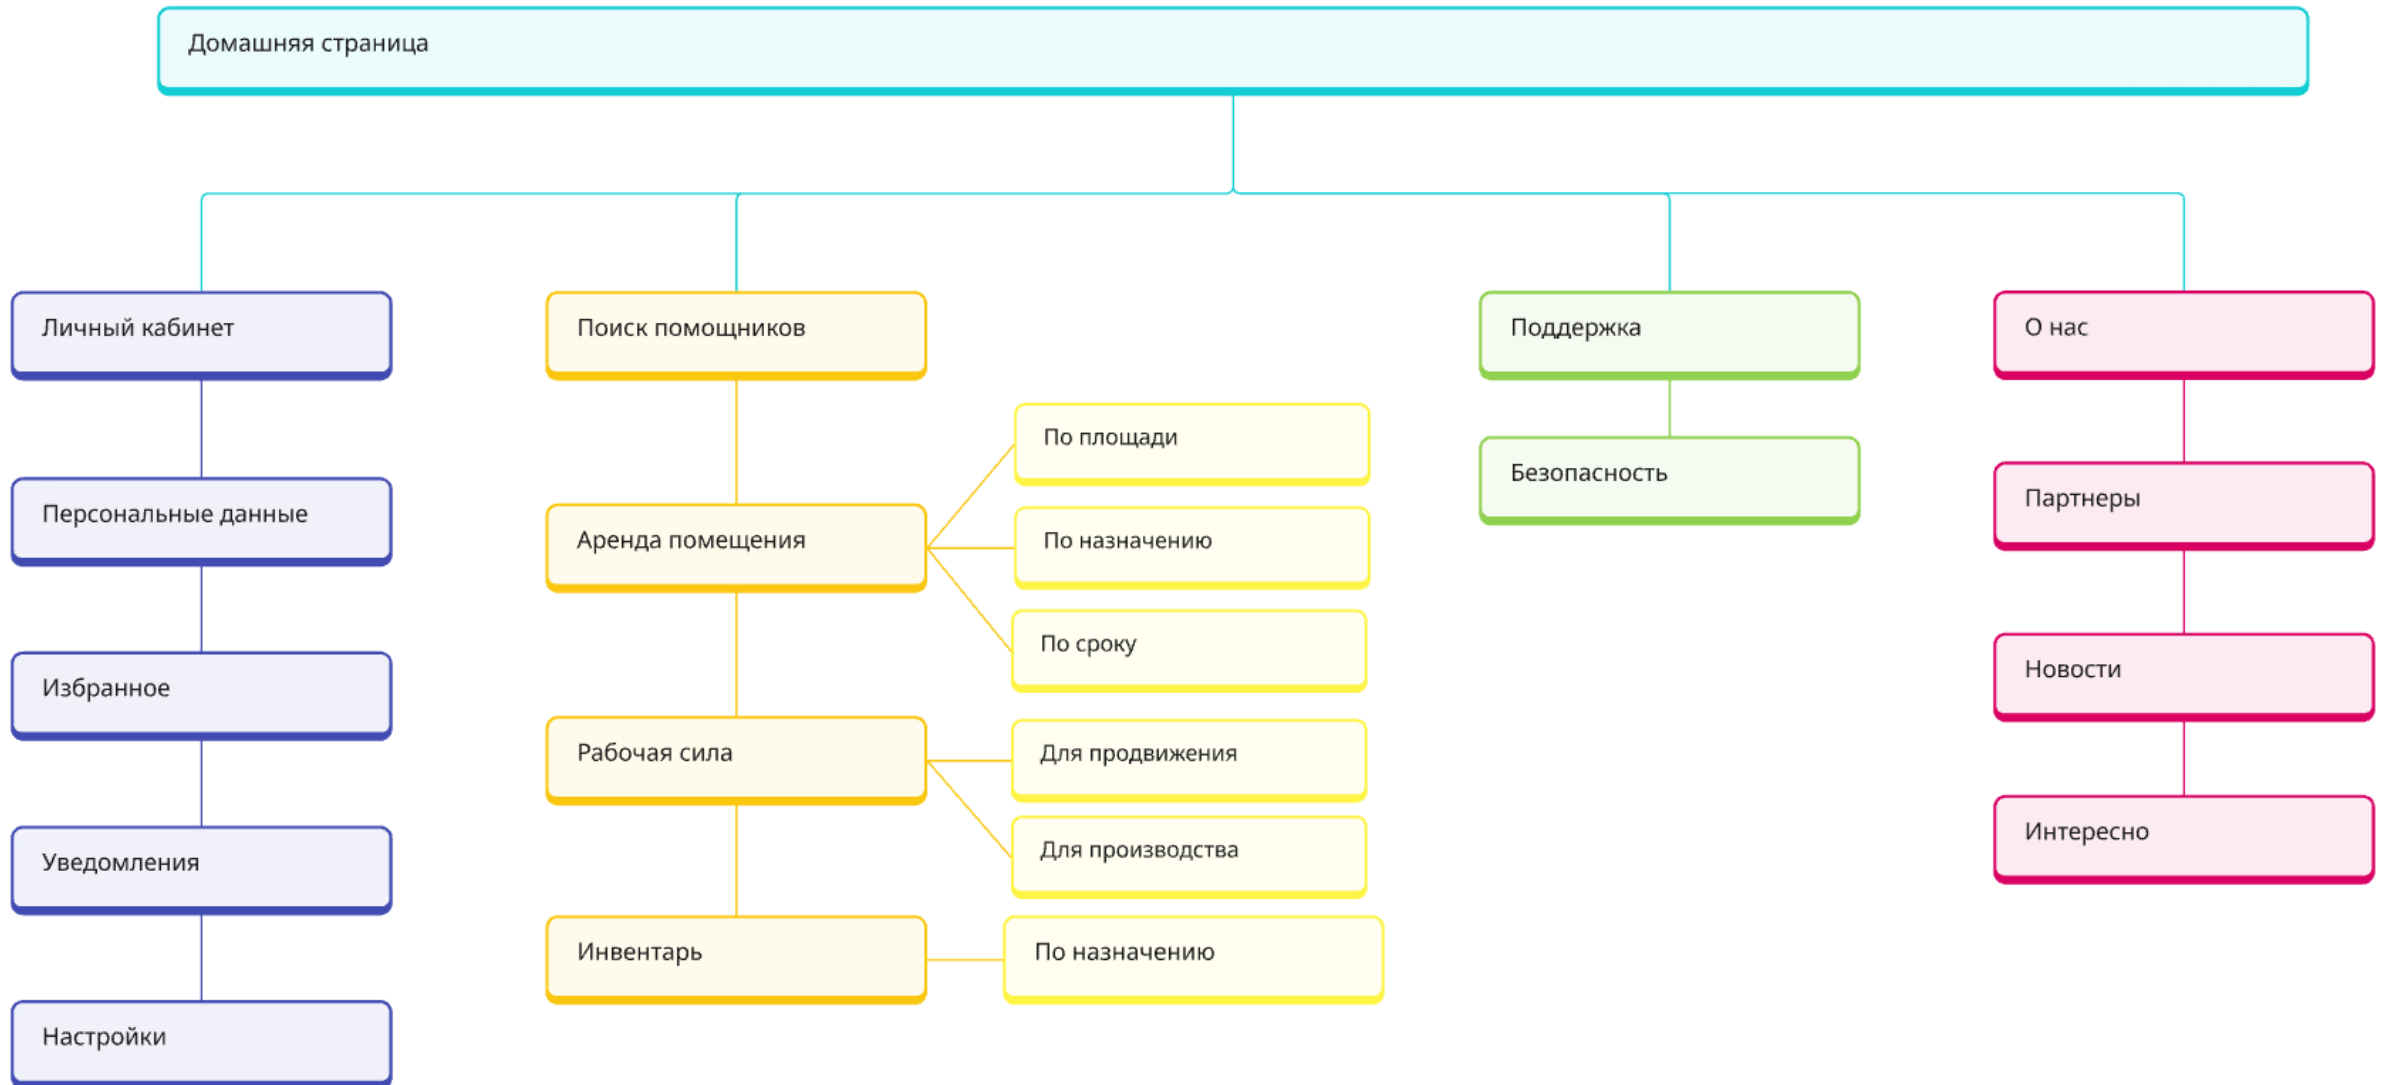 Домашняя страница
Личный кабинет
Персональные данные
Избранное
Уведомления
Настройки
Поиск помощников
Аренда помещения
По площади
По назначению
По сроку
Рабочая сила
Для продвижения
Для производства
Инвентарь
По назначению
Поддержка
Безопасность
О нас
Партнеры
Новости
Интересно